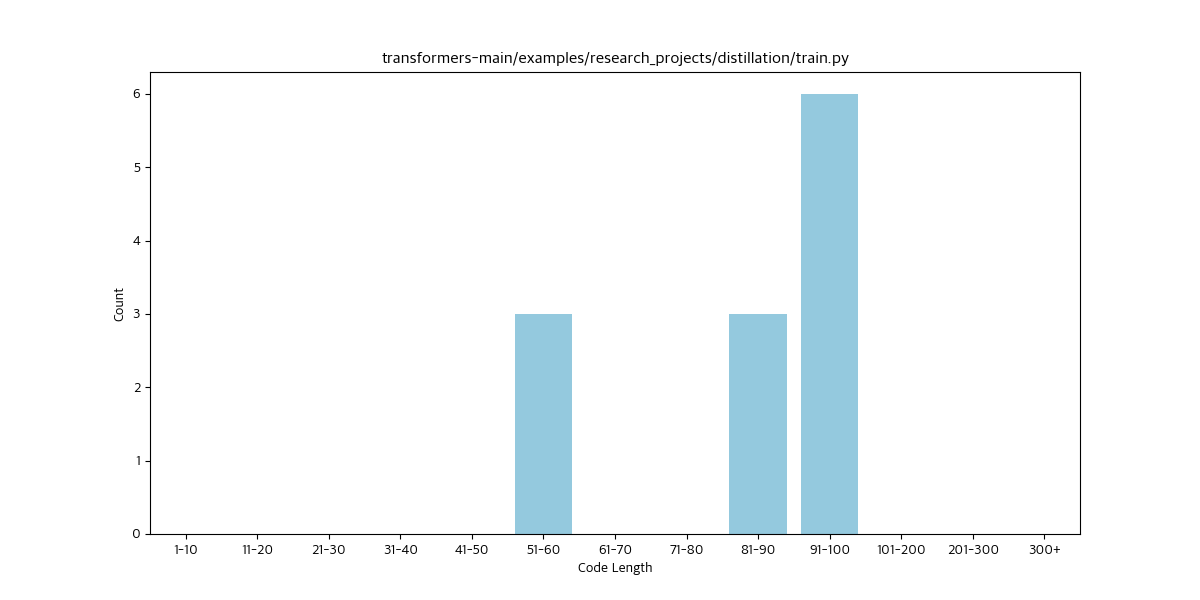 transformers-main/examples/research_projects/distillation/train.py
6
5
4
3
2
1
0
Count
1-10 11-20 21-30 31-40 41-50 51-60 61-70 71-80 81-90 91-100 101-200 201-300 300+
Code Length